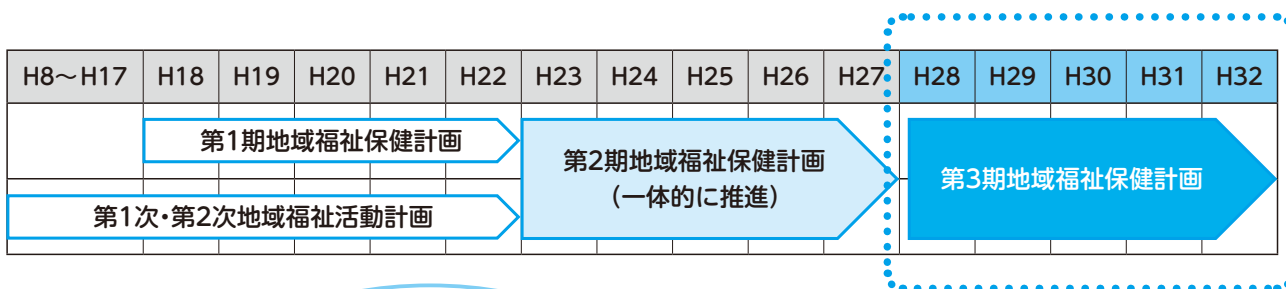 H8～H17 H18 H19 H20 H21 H22 H23 H24 H25 H26 H27 H28 H29 H30 H31 H32
第1期地域福祉保健計画
第2期地域福祉保健計画
（一体的に推進）
第3期地域福祉保健計画
第1次・第2次地域福祉活動計画